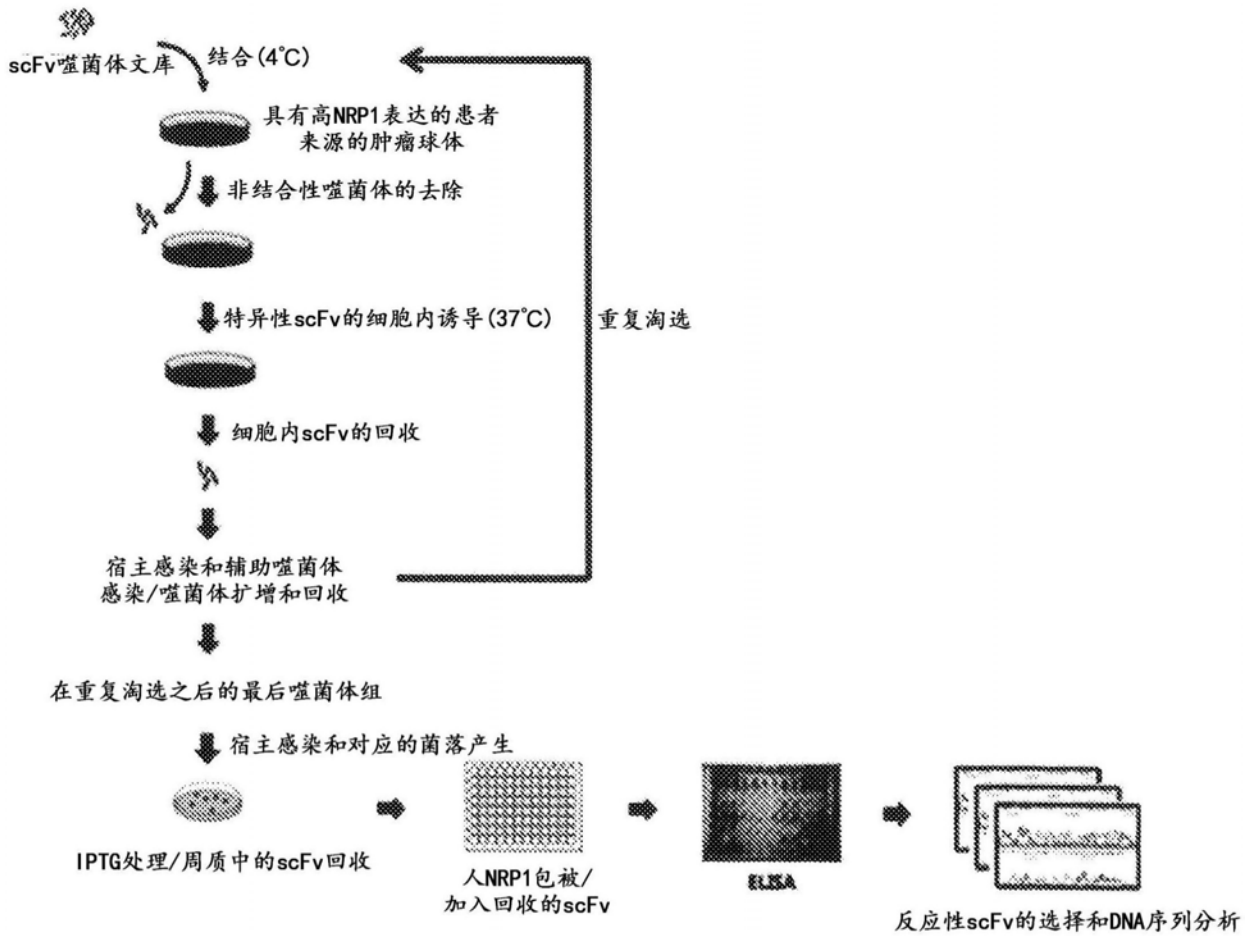 scFv噬菌体文库
结合(4℃)
具有高NRP1表达的患者
来源的肿瘤球体
非结合性噬菌体的去除
特异性scFv的细胞内诱导(37℃)
重复淘选
细胞内scFv的回收
宿主感染和辅助噬菌体
感染/噬菌体扩增和回收
在重复淘选之后的最后噬菌体组
宿主感染和对应的菌落产生
IPTG处理/周质中的scFv回收
人NRP1包被/
加入回收的scFv
ELISA
反应性scFv的选择和DNA序列分析